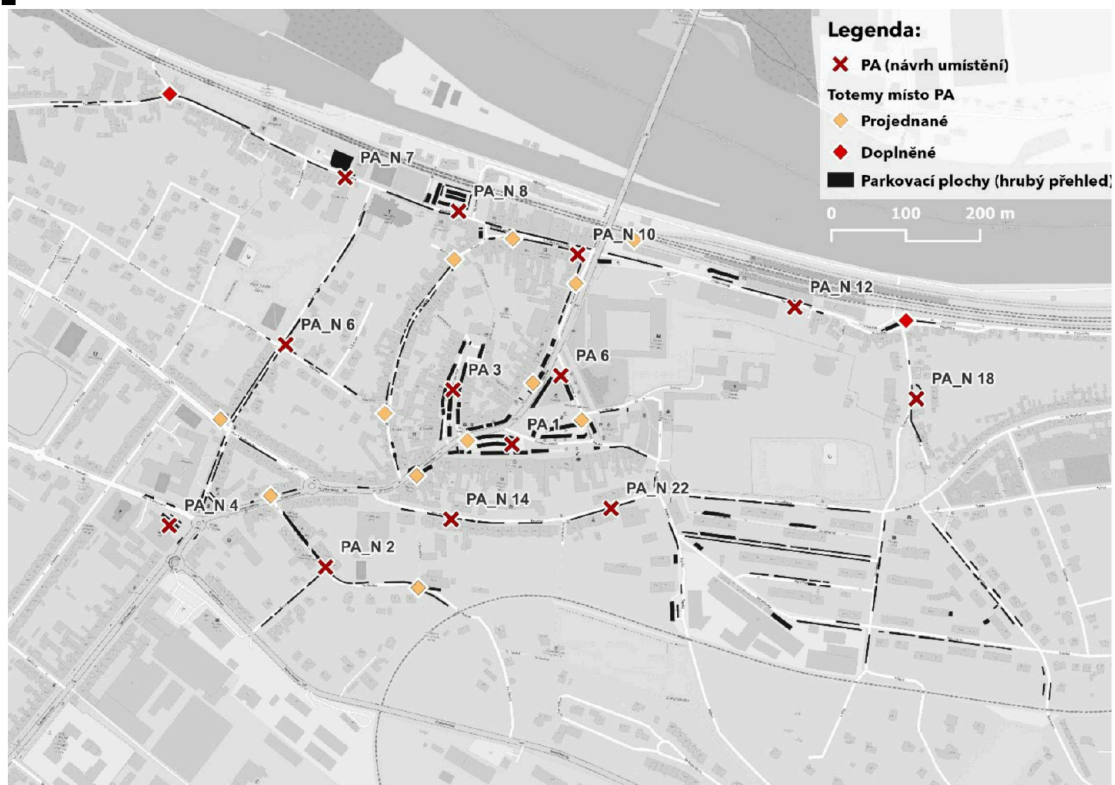 Legenda:
PA (návrh umístění)
Totemy místo PA
Projednané
Doplněné
Parkovací plochy (hrubý přehled)
0 100 200 m
PA_N 7
PA_N 8
PA_N 10
PA_N 12
PA_N 6
PA 3
PA 6
PA_N 18
PA 1
PA_N 4
PA_N 14
PA_N 22
PA_N 2